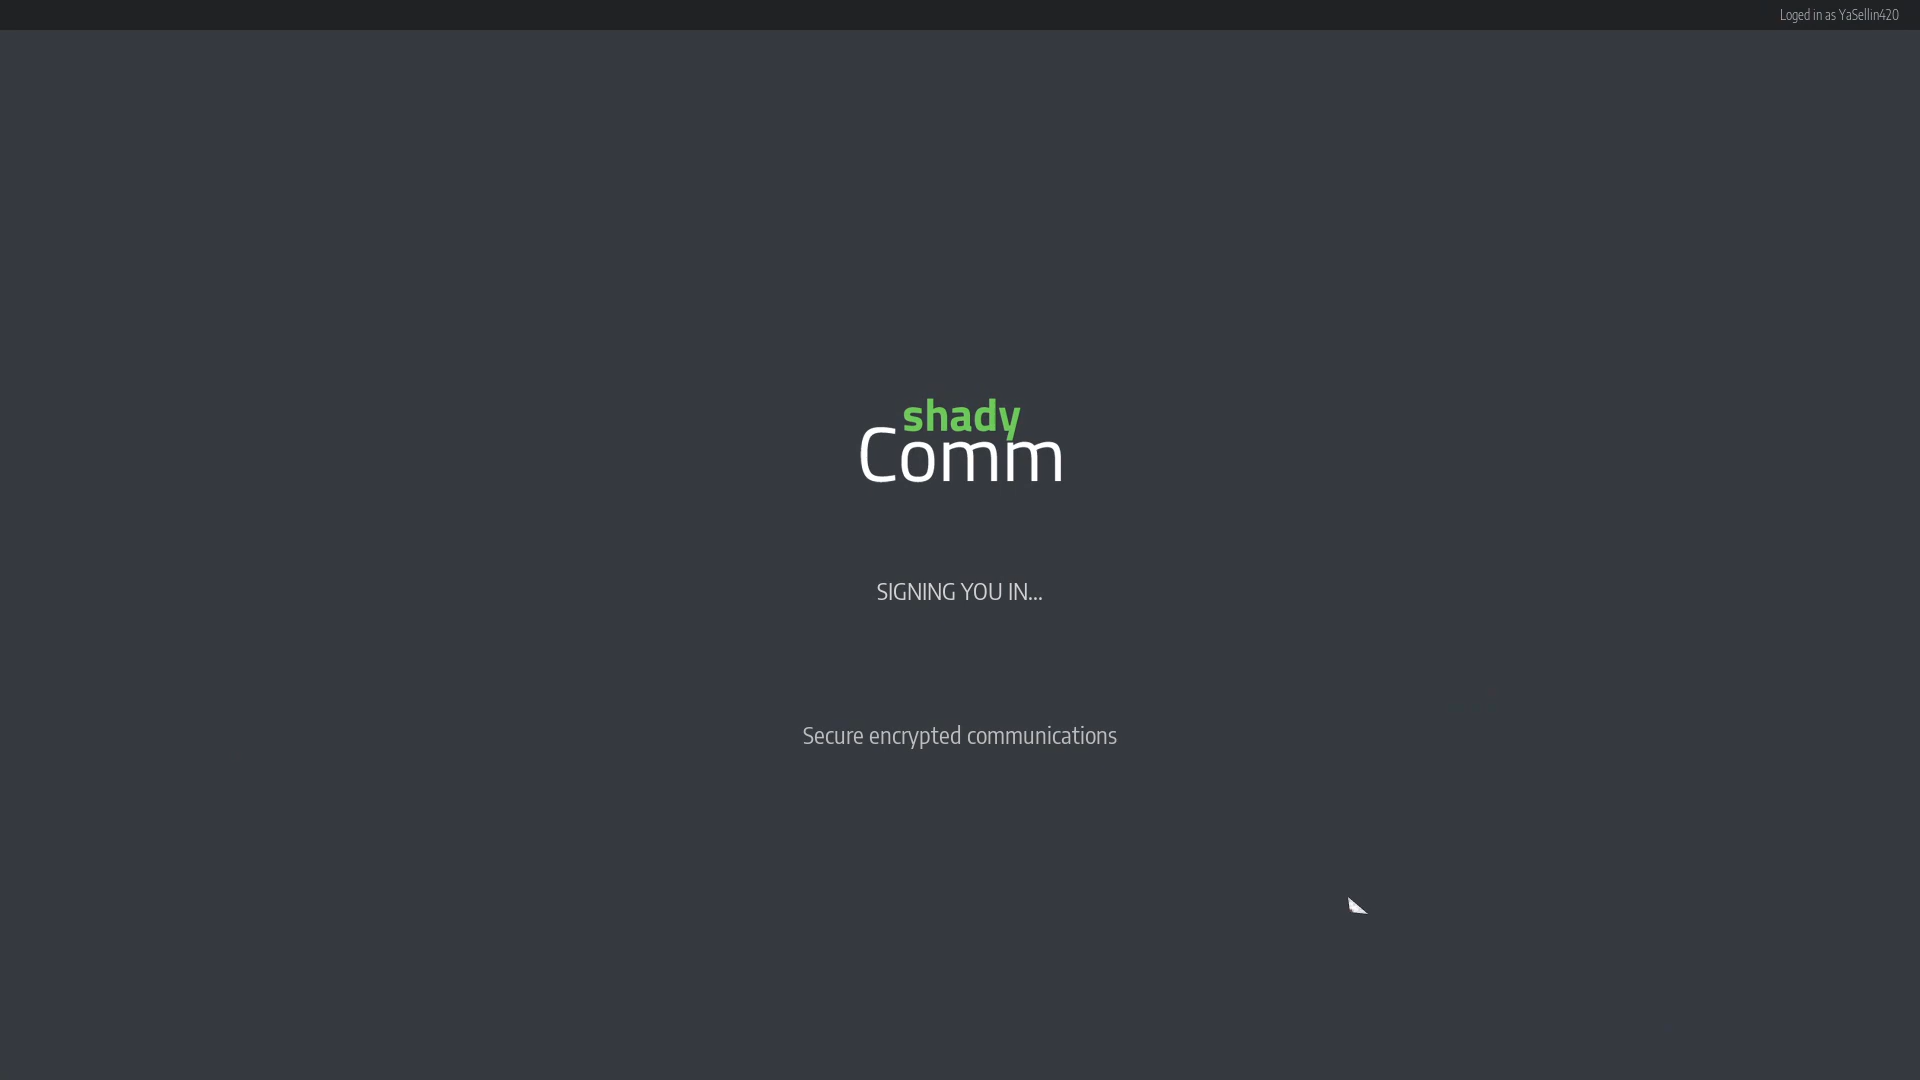 Loged in as YaSellin420
shady
Comm
SIGNING YOU IN...
Secure encrypted communications